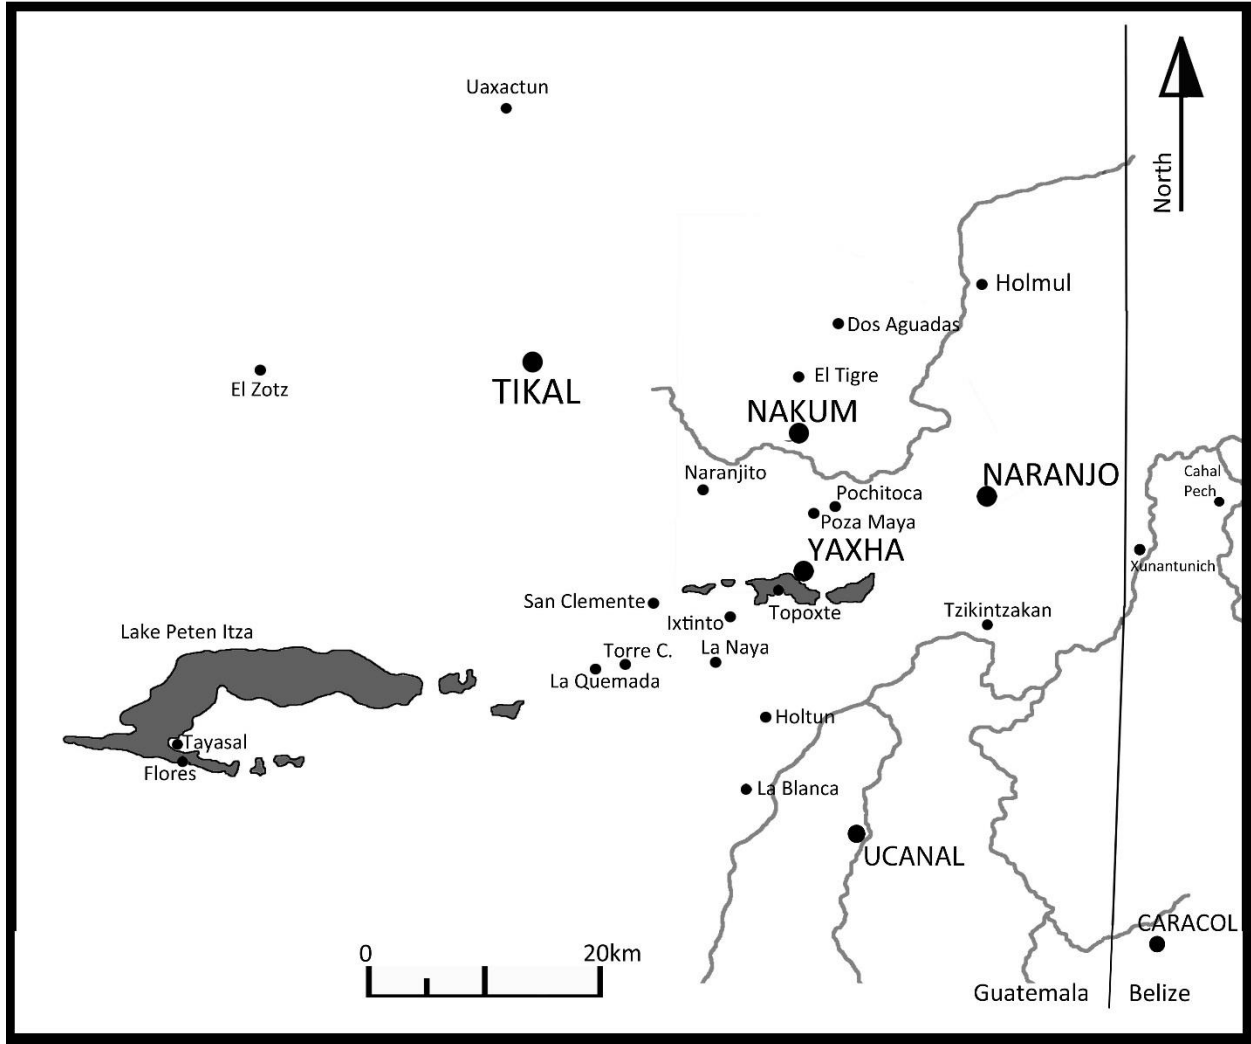 Uaxactun
North
Holmul
Dos Aguadas
El Tigre
El Zotz
TIKAL
NAKUM
Naranjito
NARANJO
Cahal
Pech
Pochitoca
Poza Maya
YAXHA
Xunantunich
San Clemente
Topoxte
Tzikintzakan
Ixtinto
Lake Peten Itza
Torre C.
La Naya
La Quemada
Holtun
Tayasal
Flores
La Blanca
UCANAL
CARACOL
0
20km
Guatemala
Belize